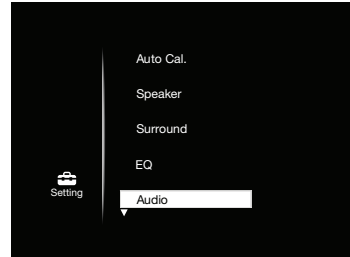 Auto Cal.
Speaker
Surround
EQ
Setting
Audio